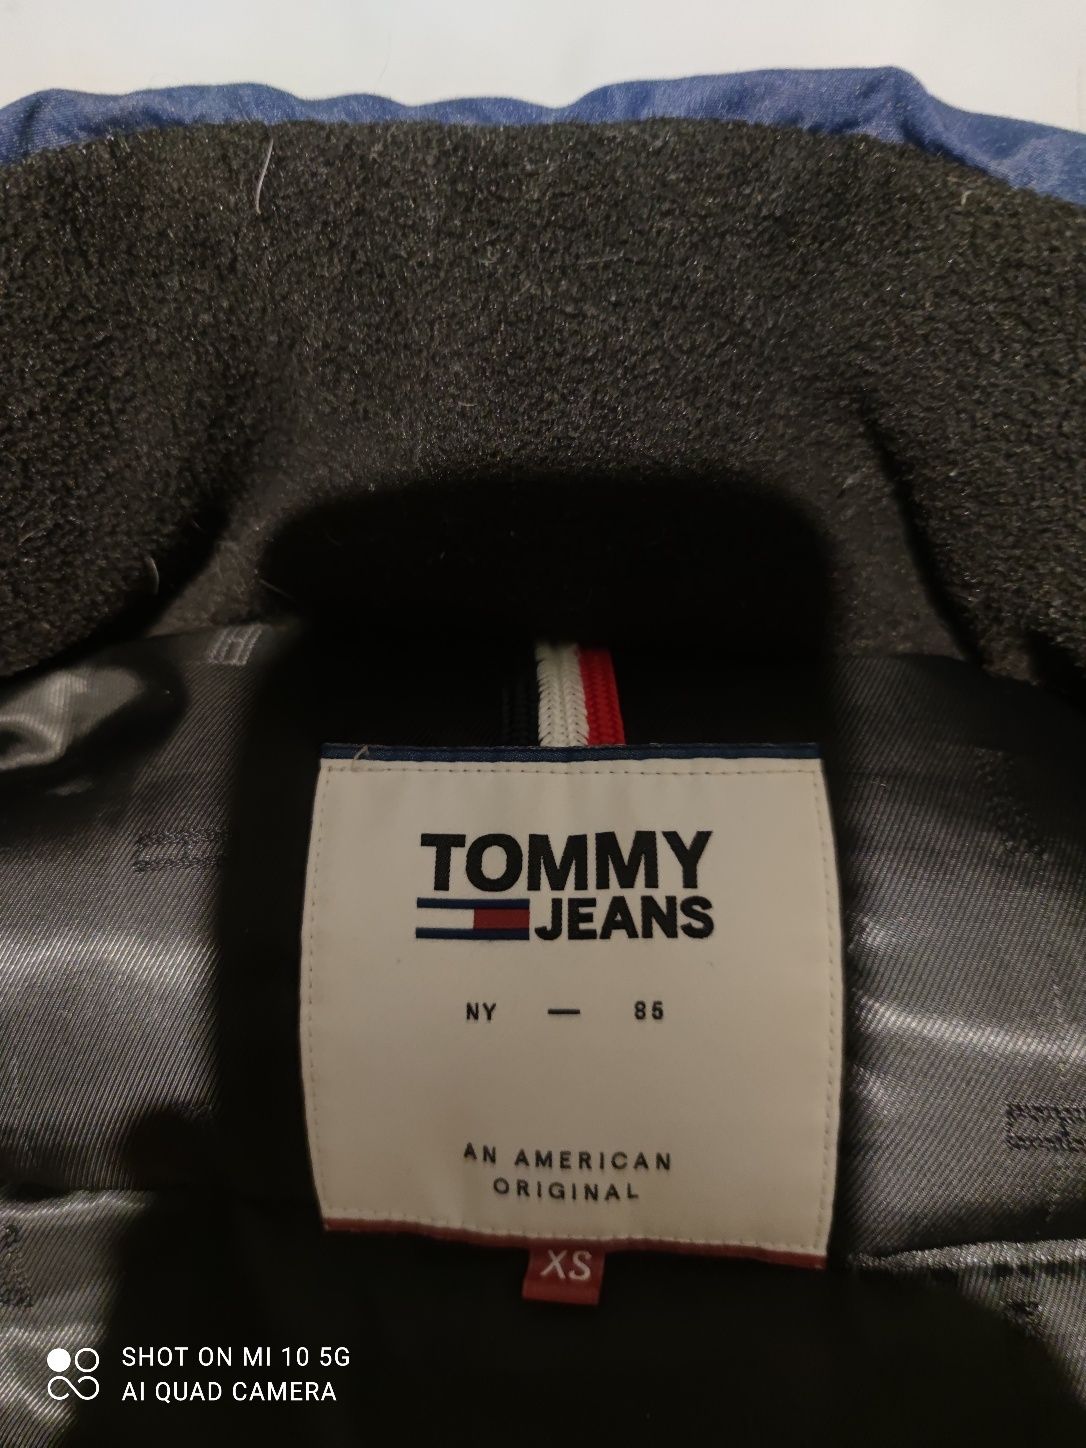 TOMMY
JEANS
NY — 85
AN AMERICAN
ORIGINAL
XS
SHOT ON MI 10 5G
AI QUAD CAMERA